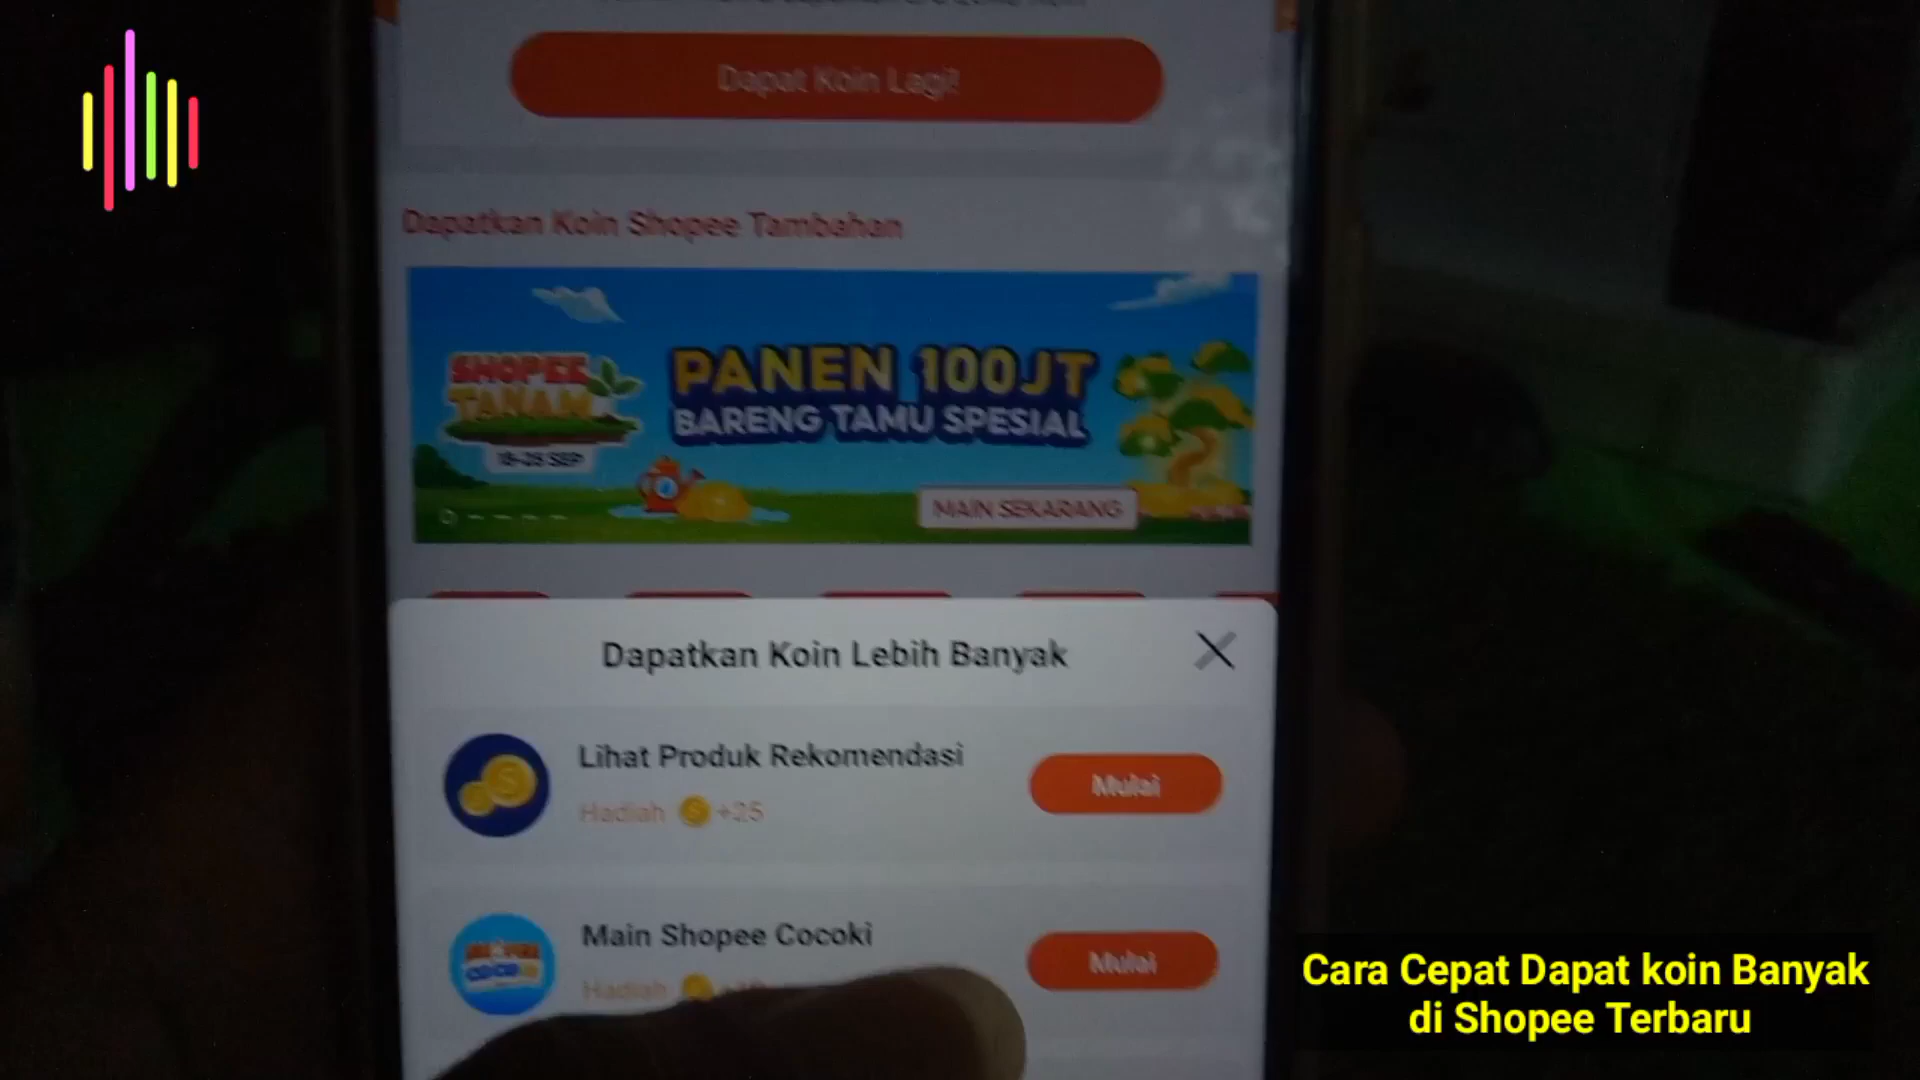 Dapat Koin Lagi!
Dapatkan Koin Shopee Tambahan
SHOPEE
TANAM
PANEN 100JT
BARENG TAMU SPESIAL
MAIN SEKARANG
Dapatkan Koin Lebih Banyak
Lihat Produk Rekomendasi
Mulai
Hadiah +25
Main Shopee Cocoki
Mulai
Hadiah
Cara Cepat Dapat koin Banyak
di Shopee Terbaru